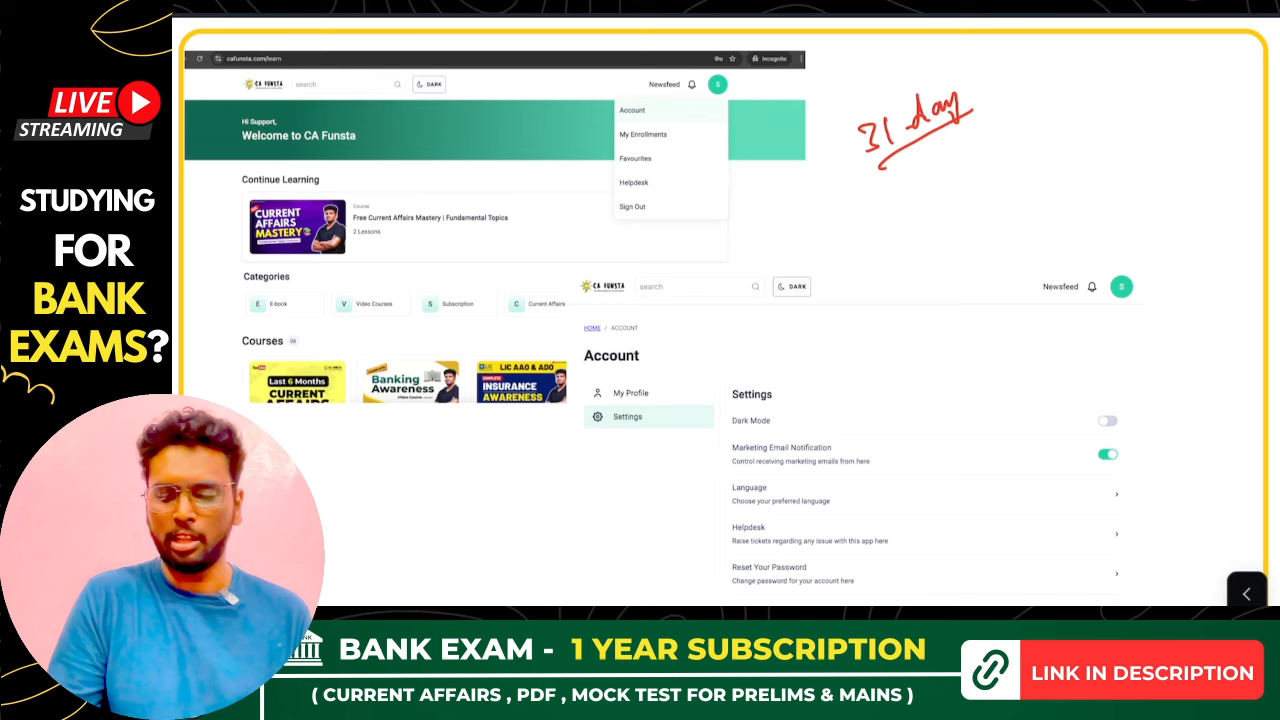 LIVE
STREAMING
STUDYING
FOR
BANK
EXAMS?
cafunsta.com/learn
Incognito
CA FUNSTA
search
DARK
Newsfeed
S
Hi Support,
Welcome to CA Funsta
Account
My Enrollments
Favourites
Helpdesk
Sign Out
31 day
Continue Learning
CURRENT
AFFAIRS
MASTERY
Course
Free Current Affairs Mastery | Fundamental Topics
2 Lessons
Categories
E E-book
V Video Courses
S Subscription
C Current Affairs
Courses 06
Last 6 Months
CURRENT
AFFAIRS
Banking
Awareness
Video Course
LIC AAO & ADO
INSURANCE
AWARENESS
CA FUNSTA
search
DARK
Newsfeed
S
HOME / ACCOUNT
Account
My Profile
Settings
Settings
Dark Mode
Marketing Email Notification
Control receiving marketing emails from here
Language
Choose your preferred language
Helpdesk
Raise tickets regarding any issue with this app here
Reset Your Password
Change password for your account here
BANK EXAM - 1 YEAR SUBSCRIPTION
( CURRENT AFFAIRS , PDF , MOCK TEST FOR PRELIMS & MAINS )
LINK IN DESCRIPTION